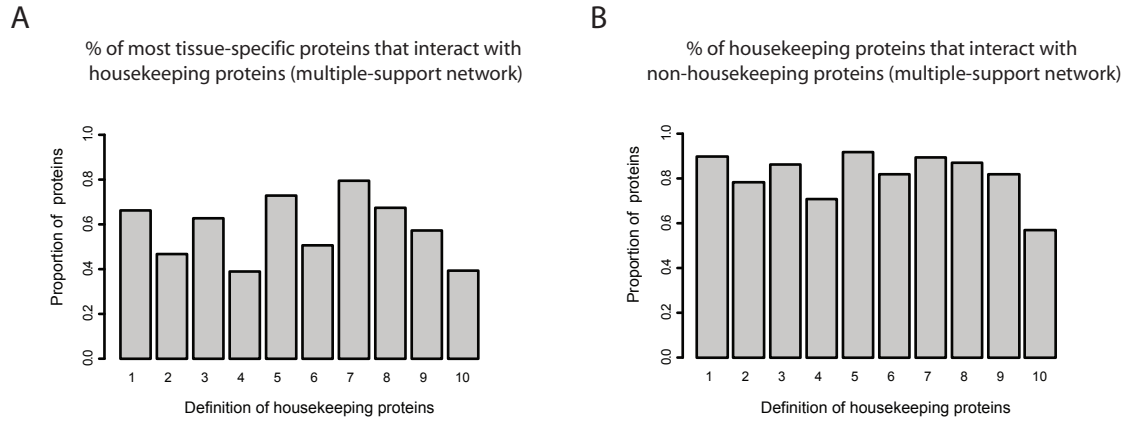 A
% of most tissue-specific proteins that interact with
housekeeping proteins (multiple-support network)
Proportion of proteins
1.0
0.8
0.6
0.4
0.2
0.0
1 2 3 4 5 6 7 8 9 10
Definition of housekeeping proteins
B
% of housekeeping proteins that interact with
non-housekeeping proteins (multiple-support network)
Proportion of proteins
1.0
0.8
0.6
0.4
0.2
0.0
1 2 3 4 5 6 7 8 9 10
Definition of housekeeping proteins